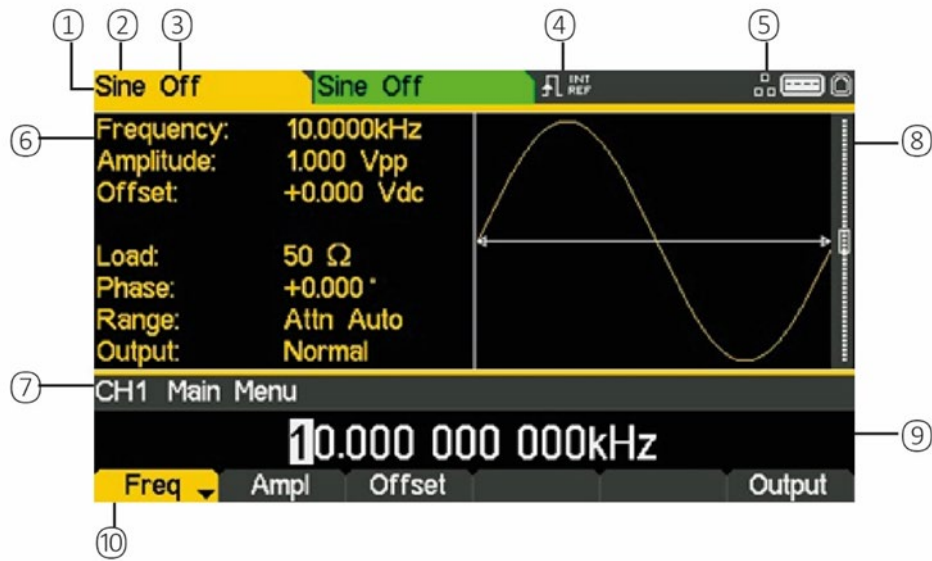 ① ② ③ ④ ⑤
Sine Off Sine Off INT REF
⑥ Frequency: 10.0000kHz ⑧
Amplitude: 1.000 Vpp
Offset: +0.000 Vdc
Load: 50 Ω
Phase: +0.000 °
Range: Attn Auto
Output: Normal
⑦ CH1 Main Menu
10.000 000 000kHz ⑨
Freq Ampl Offset Output
⑩